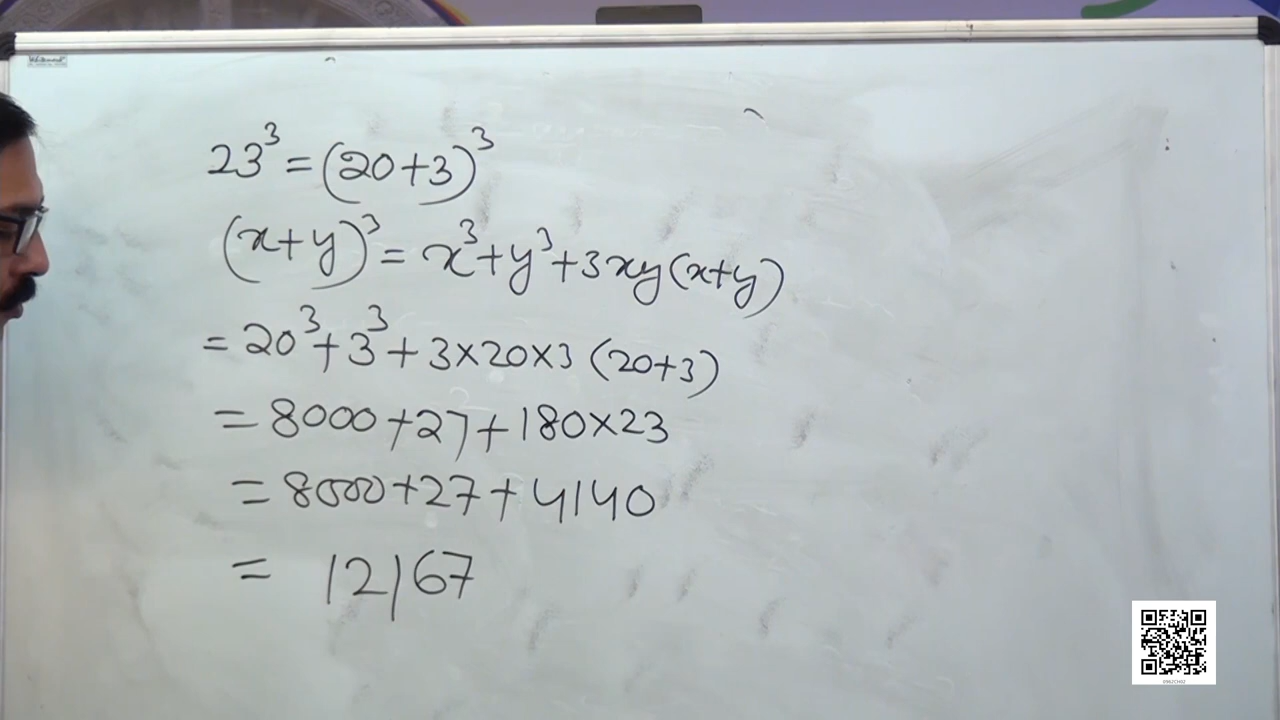 23³ = (20+3)³
(x+y)³ = x³+y³+3xy(x+y)
= 20³+3³+3×20×3 (20+3)
= 8000+27+180×23
= 8000+27+4140
= 12167